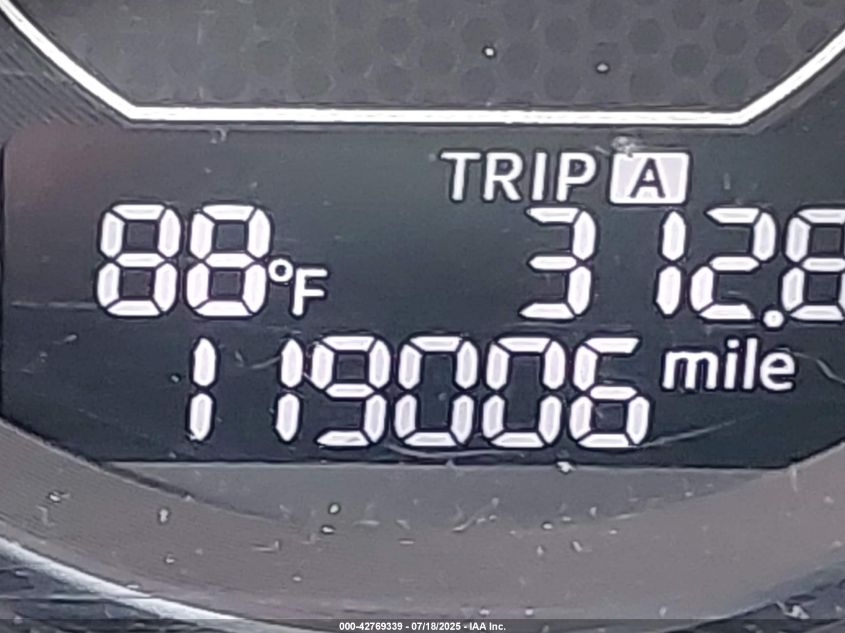 TRIP A
88°F 312.8
119006 mile
000-42769339 - 07/18/2025 - IAA Inc.